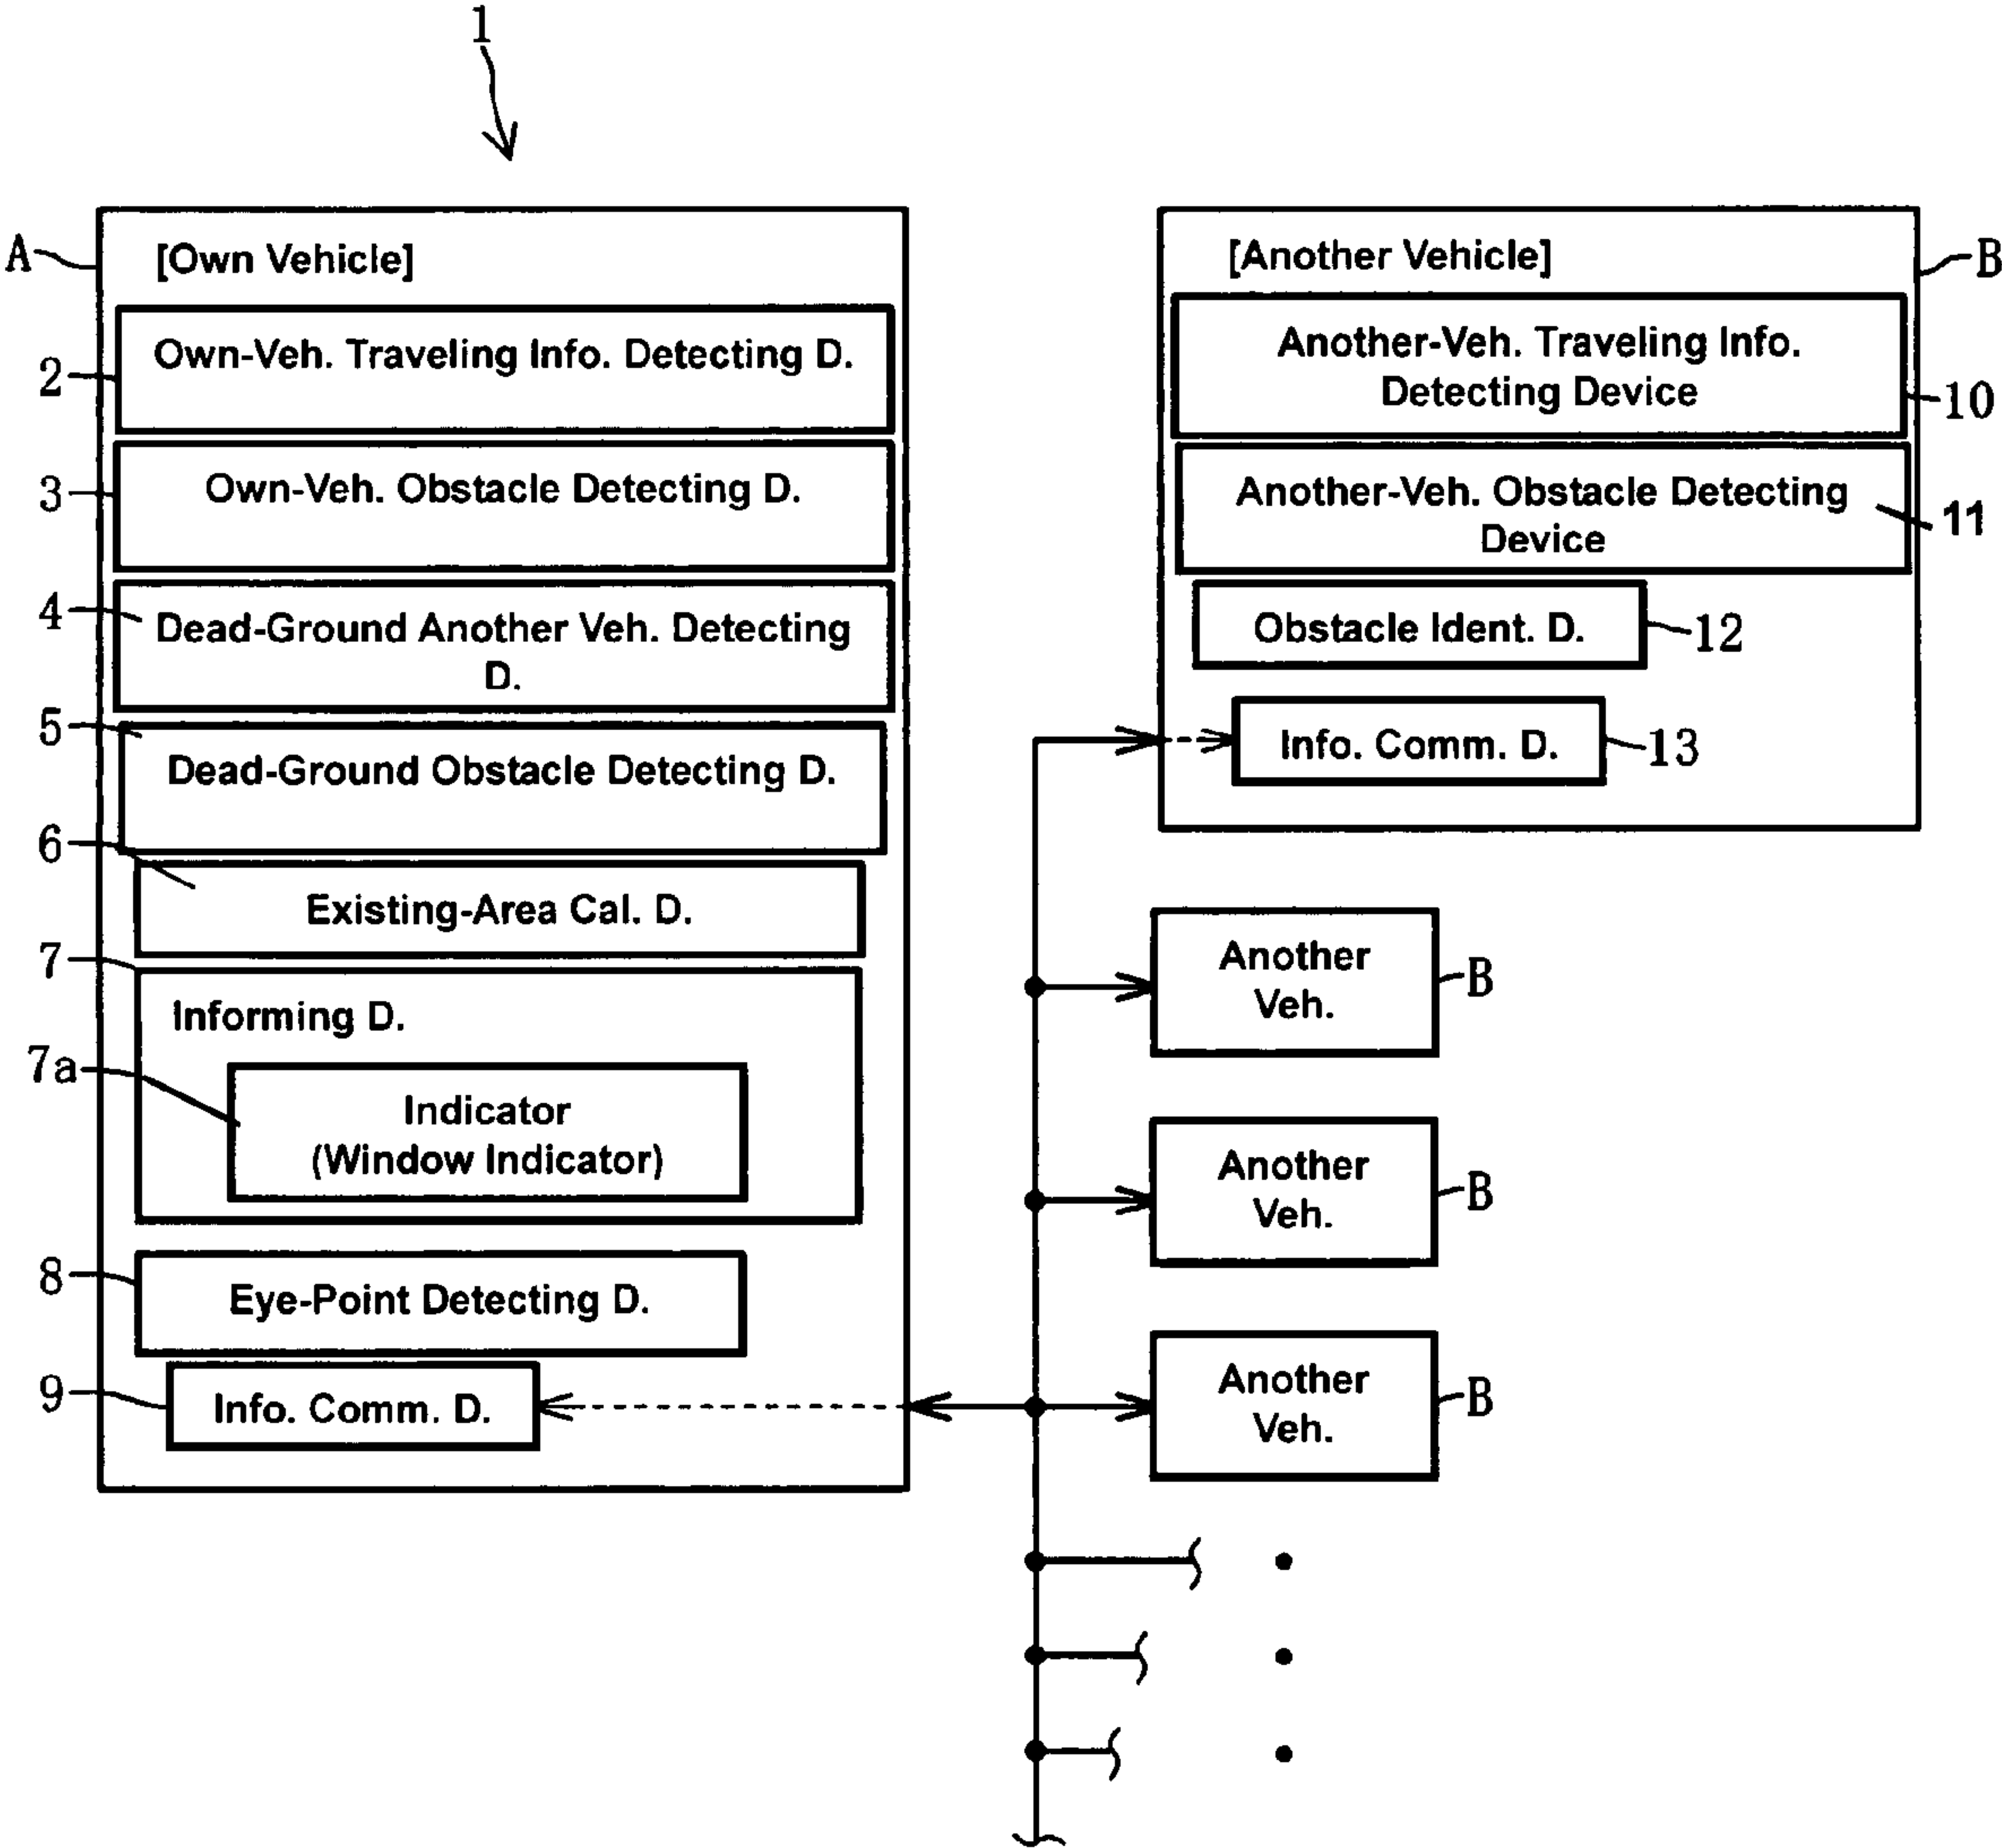 1
A
[Own Vehicle]
2
Own-Veh. Traveling Info. Detecting D.
3
Own-Veh. Obstacle Detecting D.
4
Dead-Ground Another Veh. Detecting
D.
5
Dead-Ground Obstacle Detecting D.
6
Existing-Area Cal. D.
7
Informing D.
7a
Indicator
(Window Indicator)
8
Eye-Point Detecting D.
9
Info. Comm. D.
[Another Vehicle]
B
Another-Veh. Traveling Info.
Detecting Device
10
Another-Veh. Obstacle Detecting
Device
11
Obstacle Ident. D.
12
Info. Comm. D.
13
Another
Veh.
B
Another
Veh.
B
Another
Veh.
B